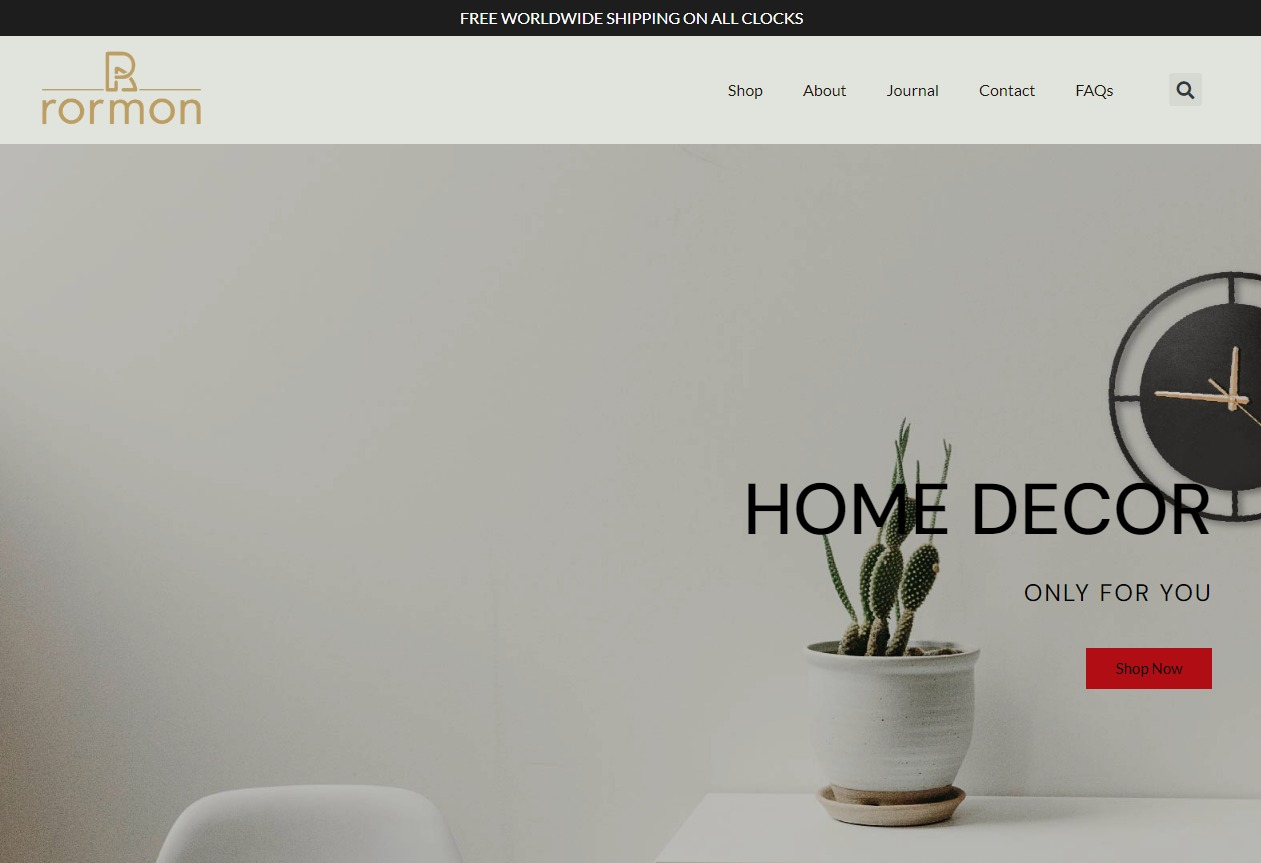 FREE WORLDWIDE SHIPPING ON ALL CLOCKS
R
rormon
Shop
About
Journal
Contact
FAQs
HOME DECOR
ONLY FOR YOU
Shop Now